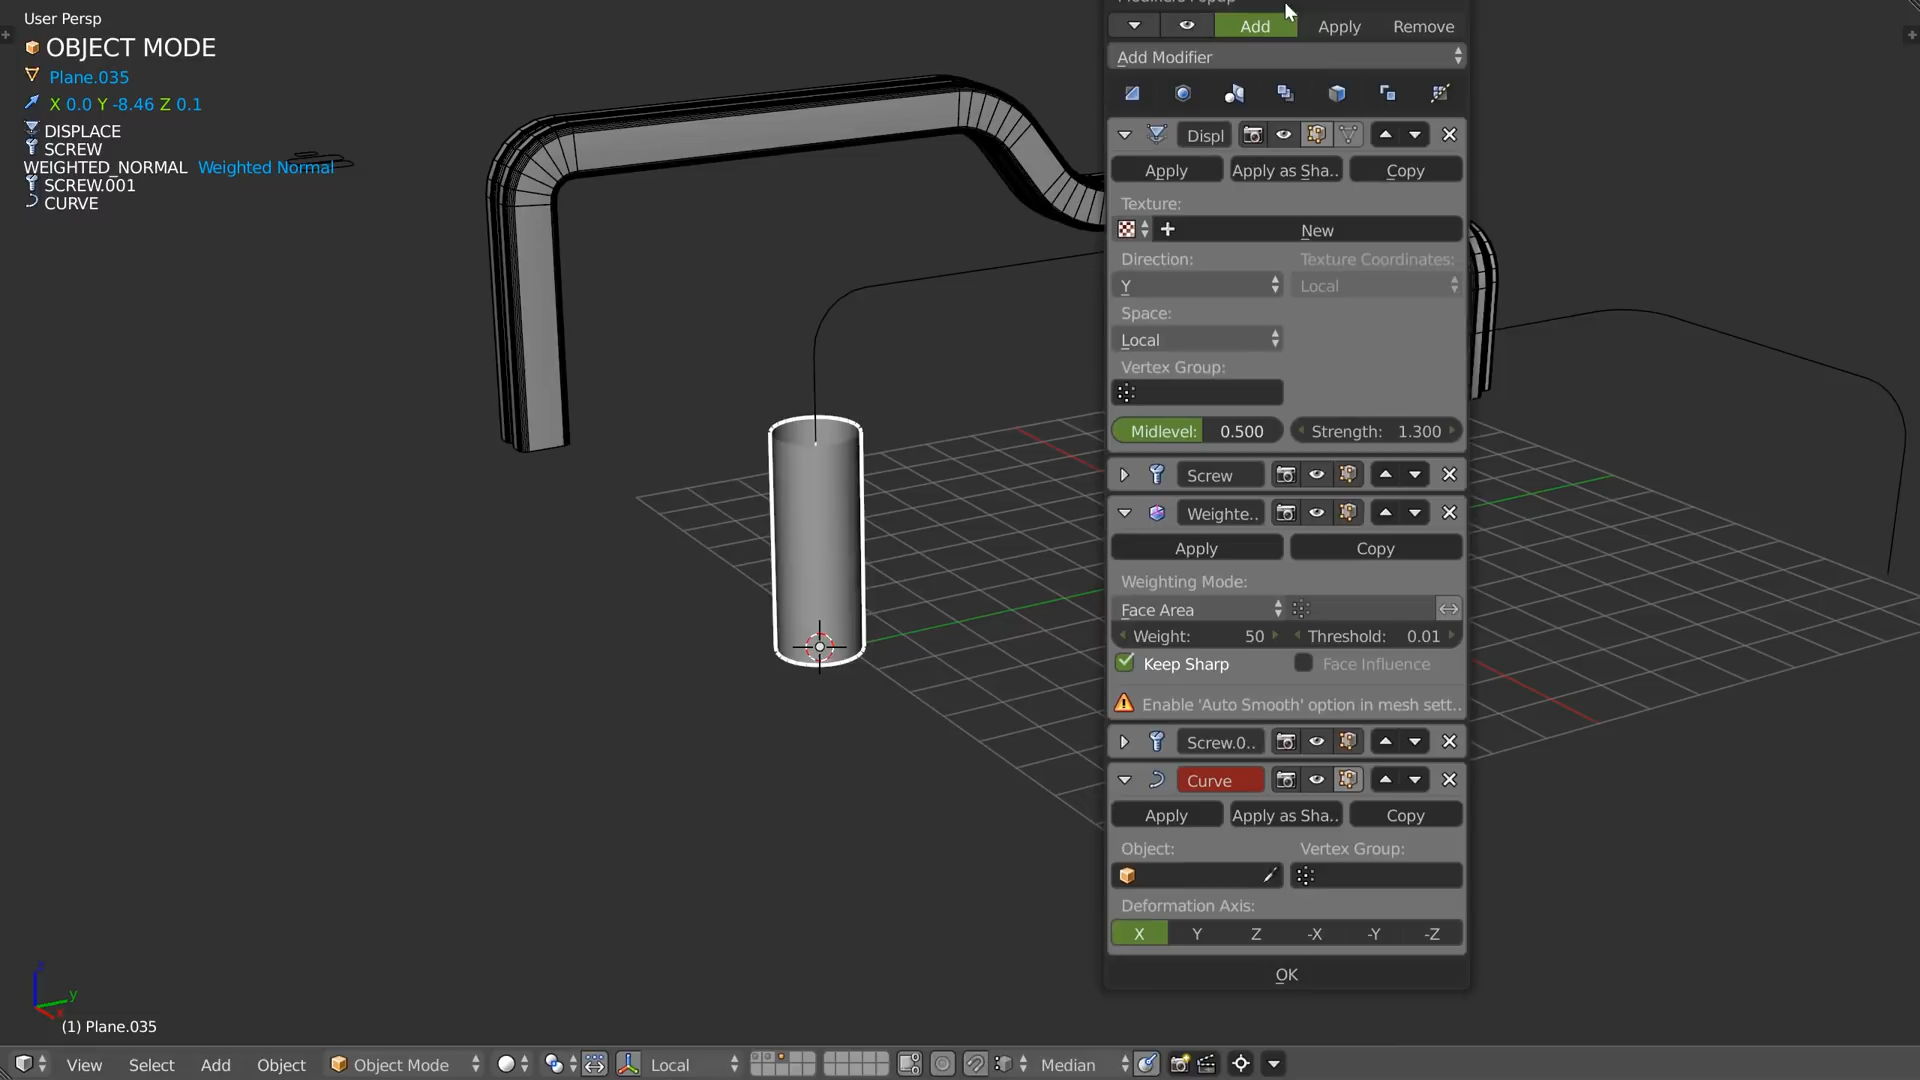 User Persp
OBJECT MODE
Plane.035
X 0.0 Y -8.46 Z 0.1
DISPLACE
SCREW
WEIGHTED_NORMAL Weighted Normal
SCREW.001
CURVE
Modifiers Popup
Add Apply Remove
Add Modifier
Displ
Apply Apply as Sha.. Copy
Texture:
New
Direction: Texture Coordinates:
Y Local
Space:
Local
Vertex Group:
Midlevel: 0.500 Strength: 1.300
Screw
Weighte..
Apply Copy
Weighting Mode:
Face Area
Weight: 50 Threshold: 0.01
Keep Sharp Face Influence
Enable 'Auto Smooth' option in mesh sett..
Screw.0..
Curve
Apply Apply as Sha.. Copy
Object: Vertex Group:
Deformation Axis:
X Y Z -X -Y -Z
OK
z
y
x
(1) Plane.035
View Select Add Object Object Mode Local Median